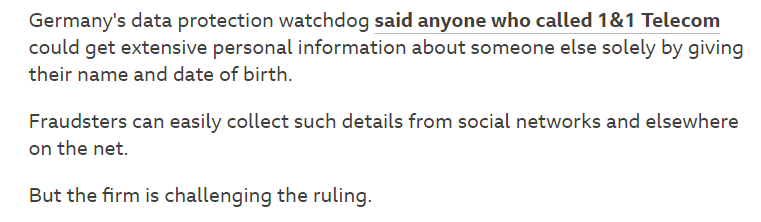 Germany's data protection watchdog said anyone who called 1&1 Telecom
could get extensive personal information about someone else solely by giving
their name and date of birth.
Fraudsters can easily collect such details from social networks and elsewhere
on the net.
But the firm is challenging the ruling.